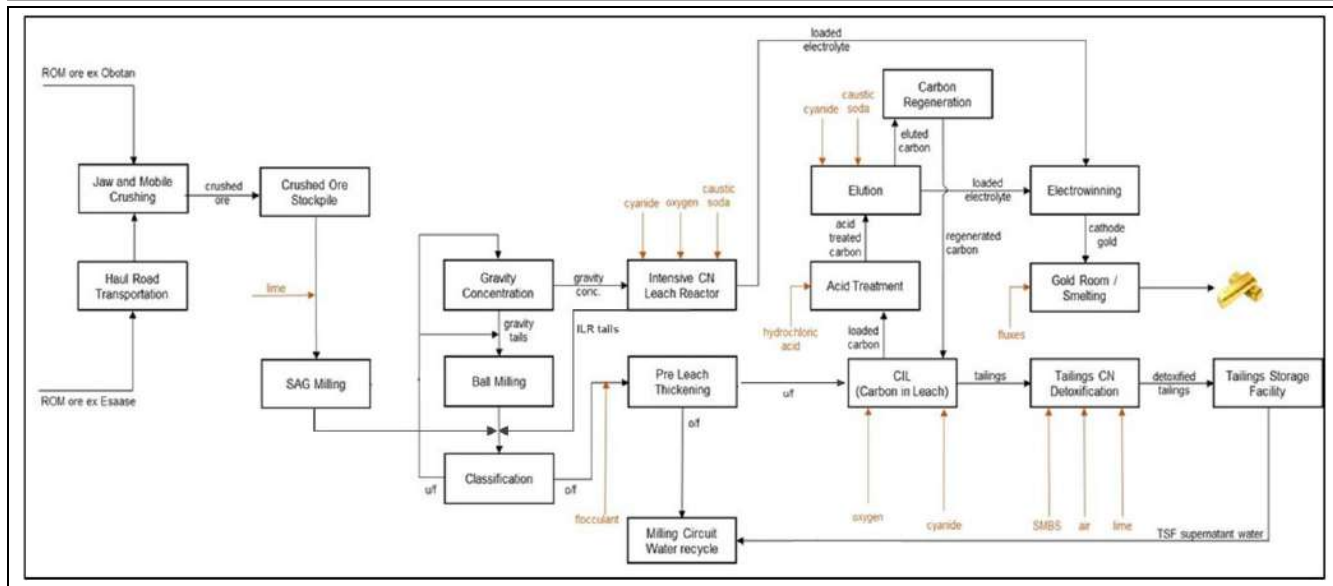 loaded
electrolyte
ROM ore ex Obotan
Carbon
Regeneration
cyanide
caustic
soda
eluted
carbon
Jaw and Mobile
Crushing
crushed
ore
Crushed Ore
Stockpile
Elution
loaded
electrolyte
Electrowinning
cyanide
oxygen
caustic
soda
acid
treated
carbon
regenerated
carbon
cathode
gold
Haul Road
Transportation
Gravity
Concentration
gravity
conc.
Intensive CN
Leach Reactor
Acid Treatment
Gold Room /
Smelting
lime
gravity
tails
ILR tails
hydrochloric
acid
loaded
carbon
fluxes
SAG Milling
Ball Milling
Pre Leach
Thickening
u/f
CIL
(Carbon in Leach)
tailings
Tailings CN
Detoxification
detoxified
tailings
Tailings Storage
Facility
ROM ore ex Esaase
o/f
Classification
u/f
o/f
flocculant
oxygen
cyanide
SMBS
air
lime
TSF supernatant water
Milling Circuit
Water recycle